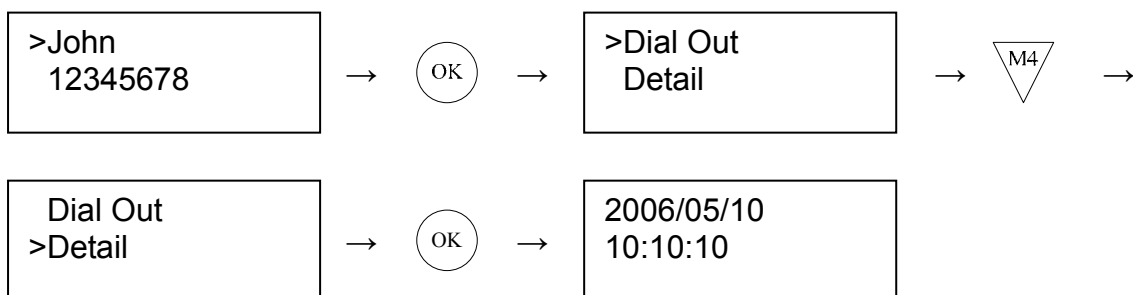 >John
12345678
→ OK →
>Dial Out
Detail
→ M4 →
Dial Out
>Detail
→ OK →
2006/05/10
10:10:10